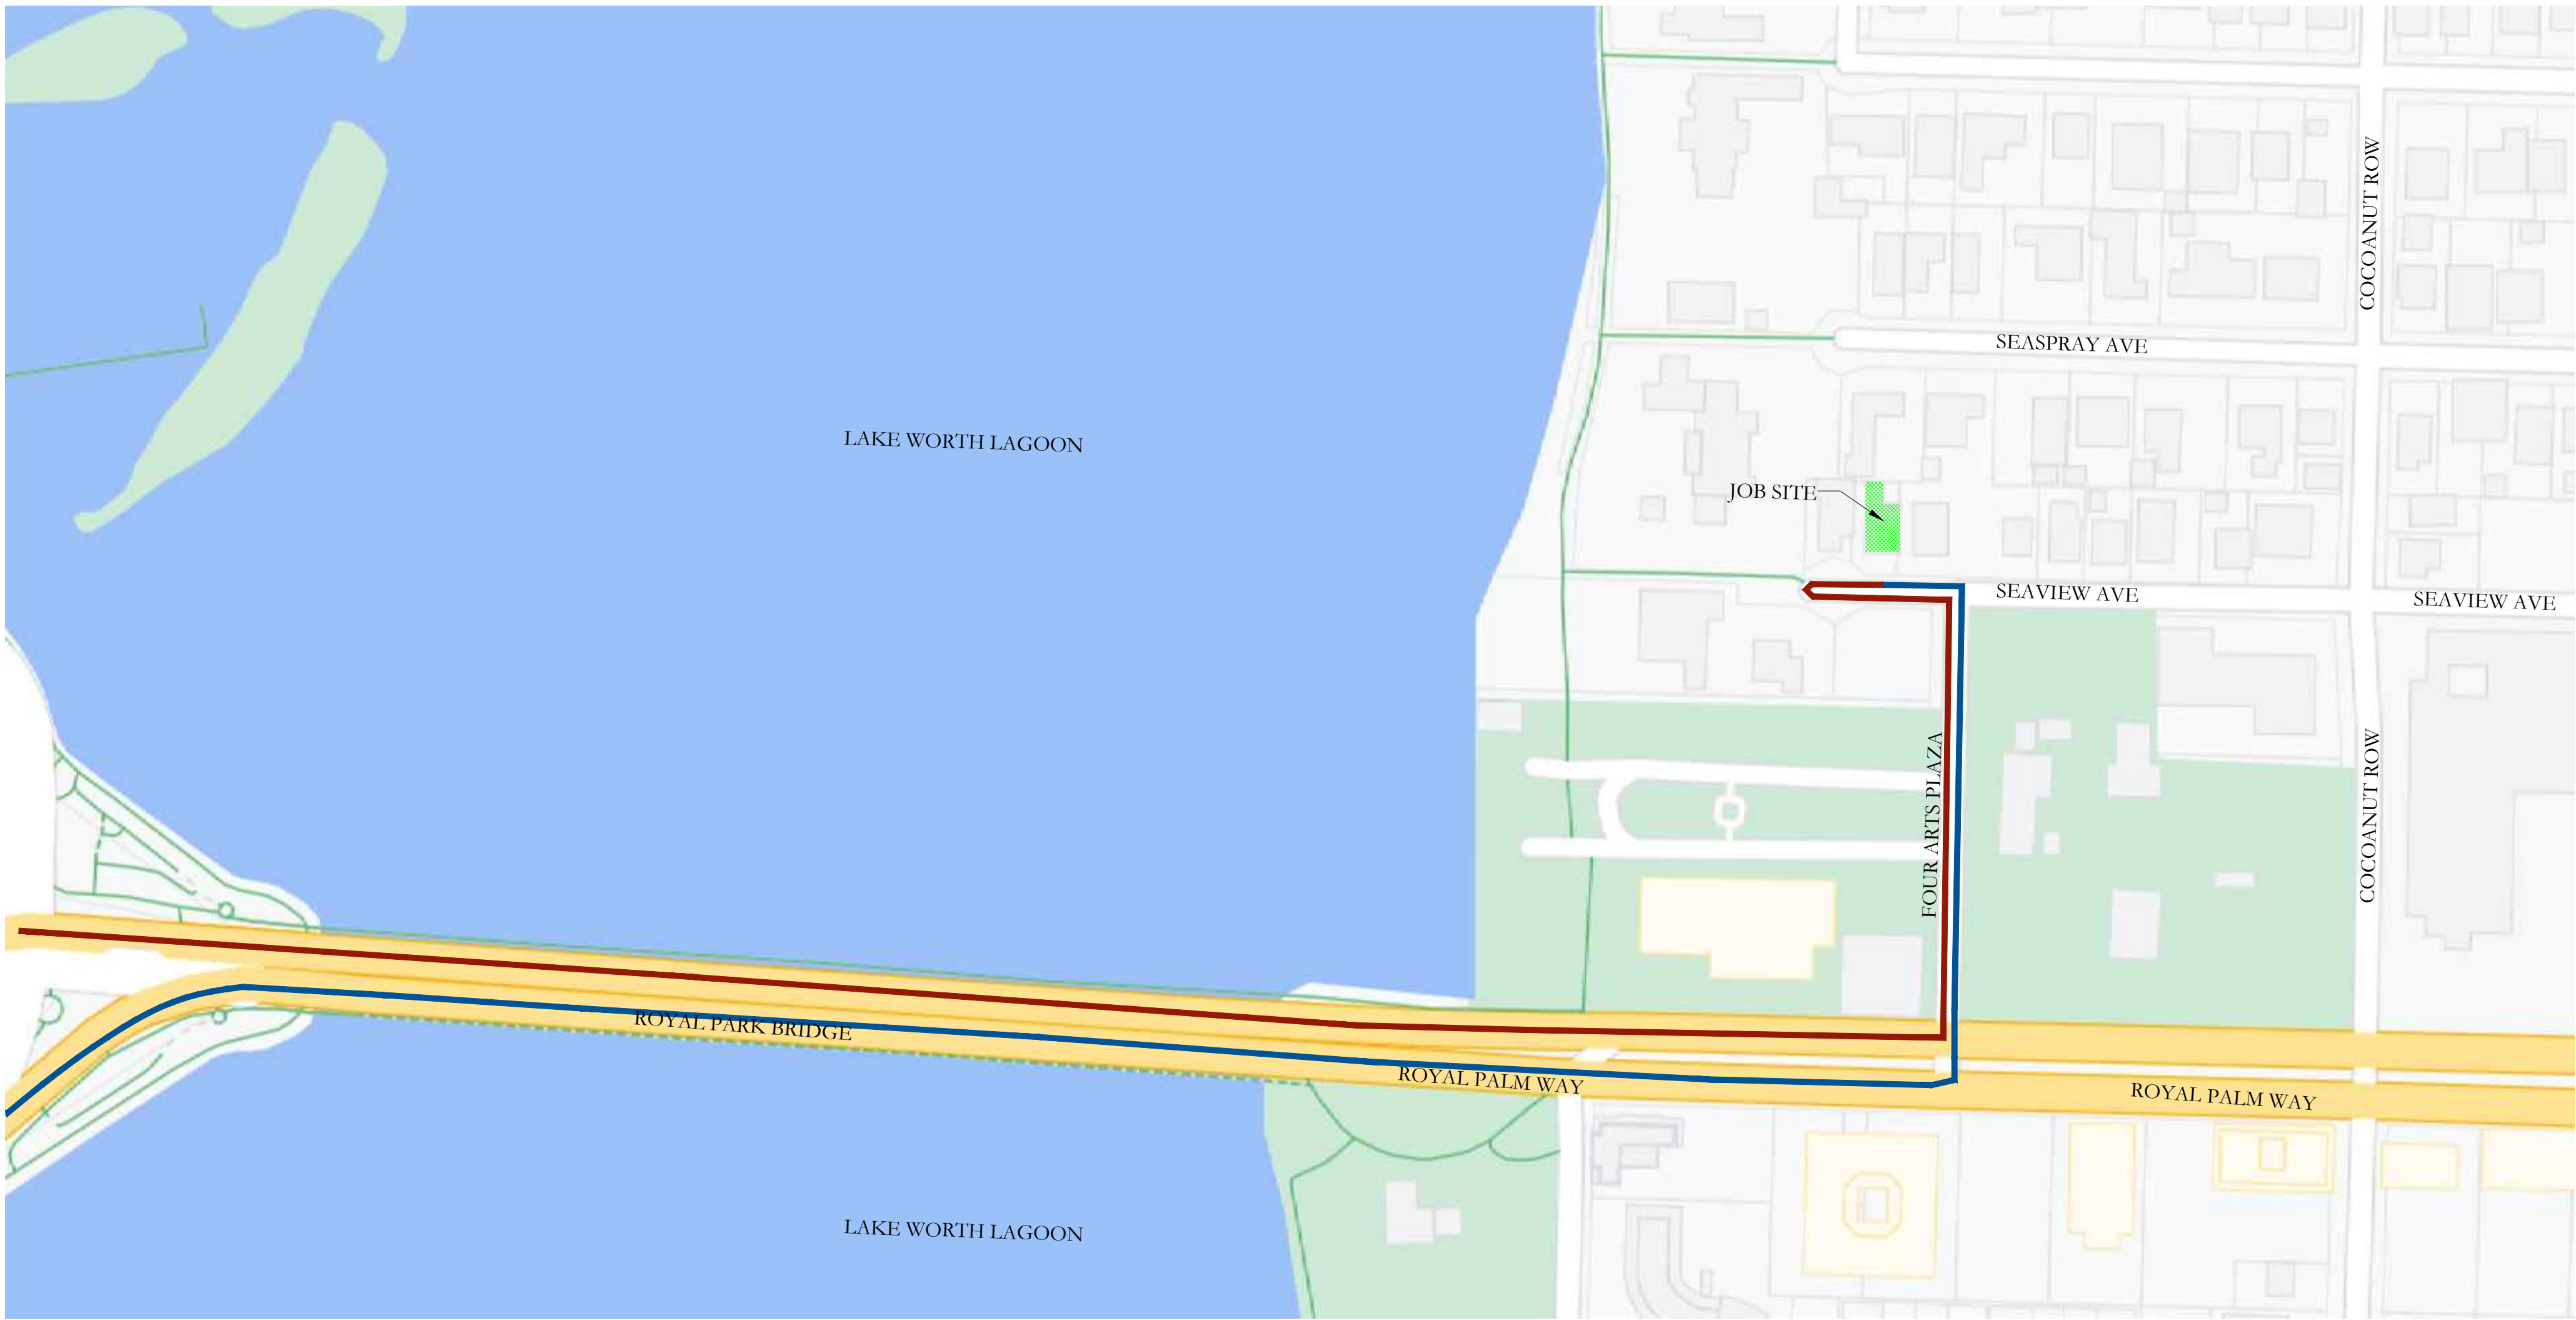 COCOANUT ROW
SEASPRAY AVE
LAKE WORTH LAGOON
JOB SITE
SEAVIEW AVE
SEAVIEW AVE
FOUR ARTS PLAZA
COCOANUT ROW
ROYAL PARK BRIDGE
ROYAL PALM WAY
ROYAL PALM WAY
LAKE WORTH LAGOON